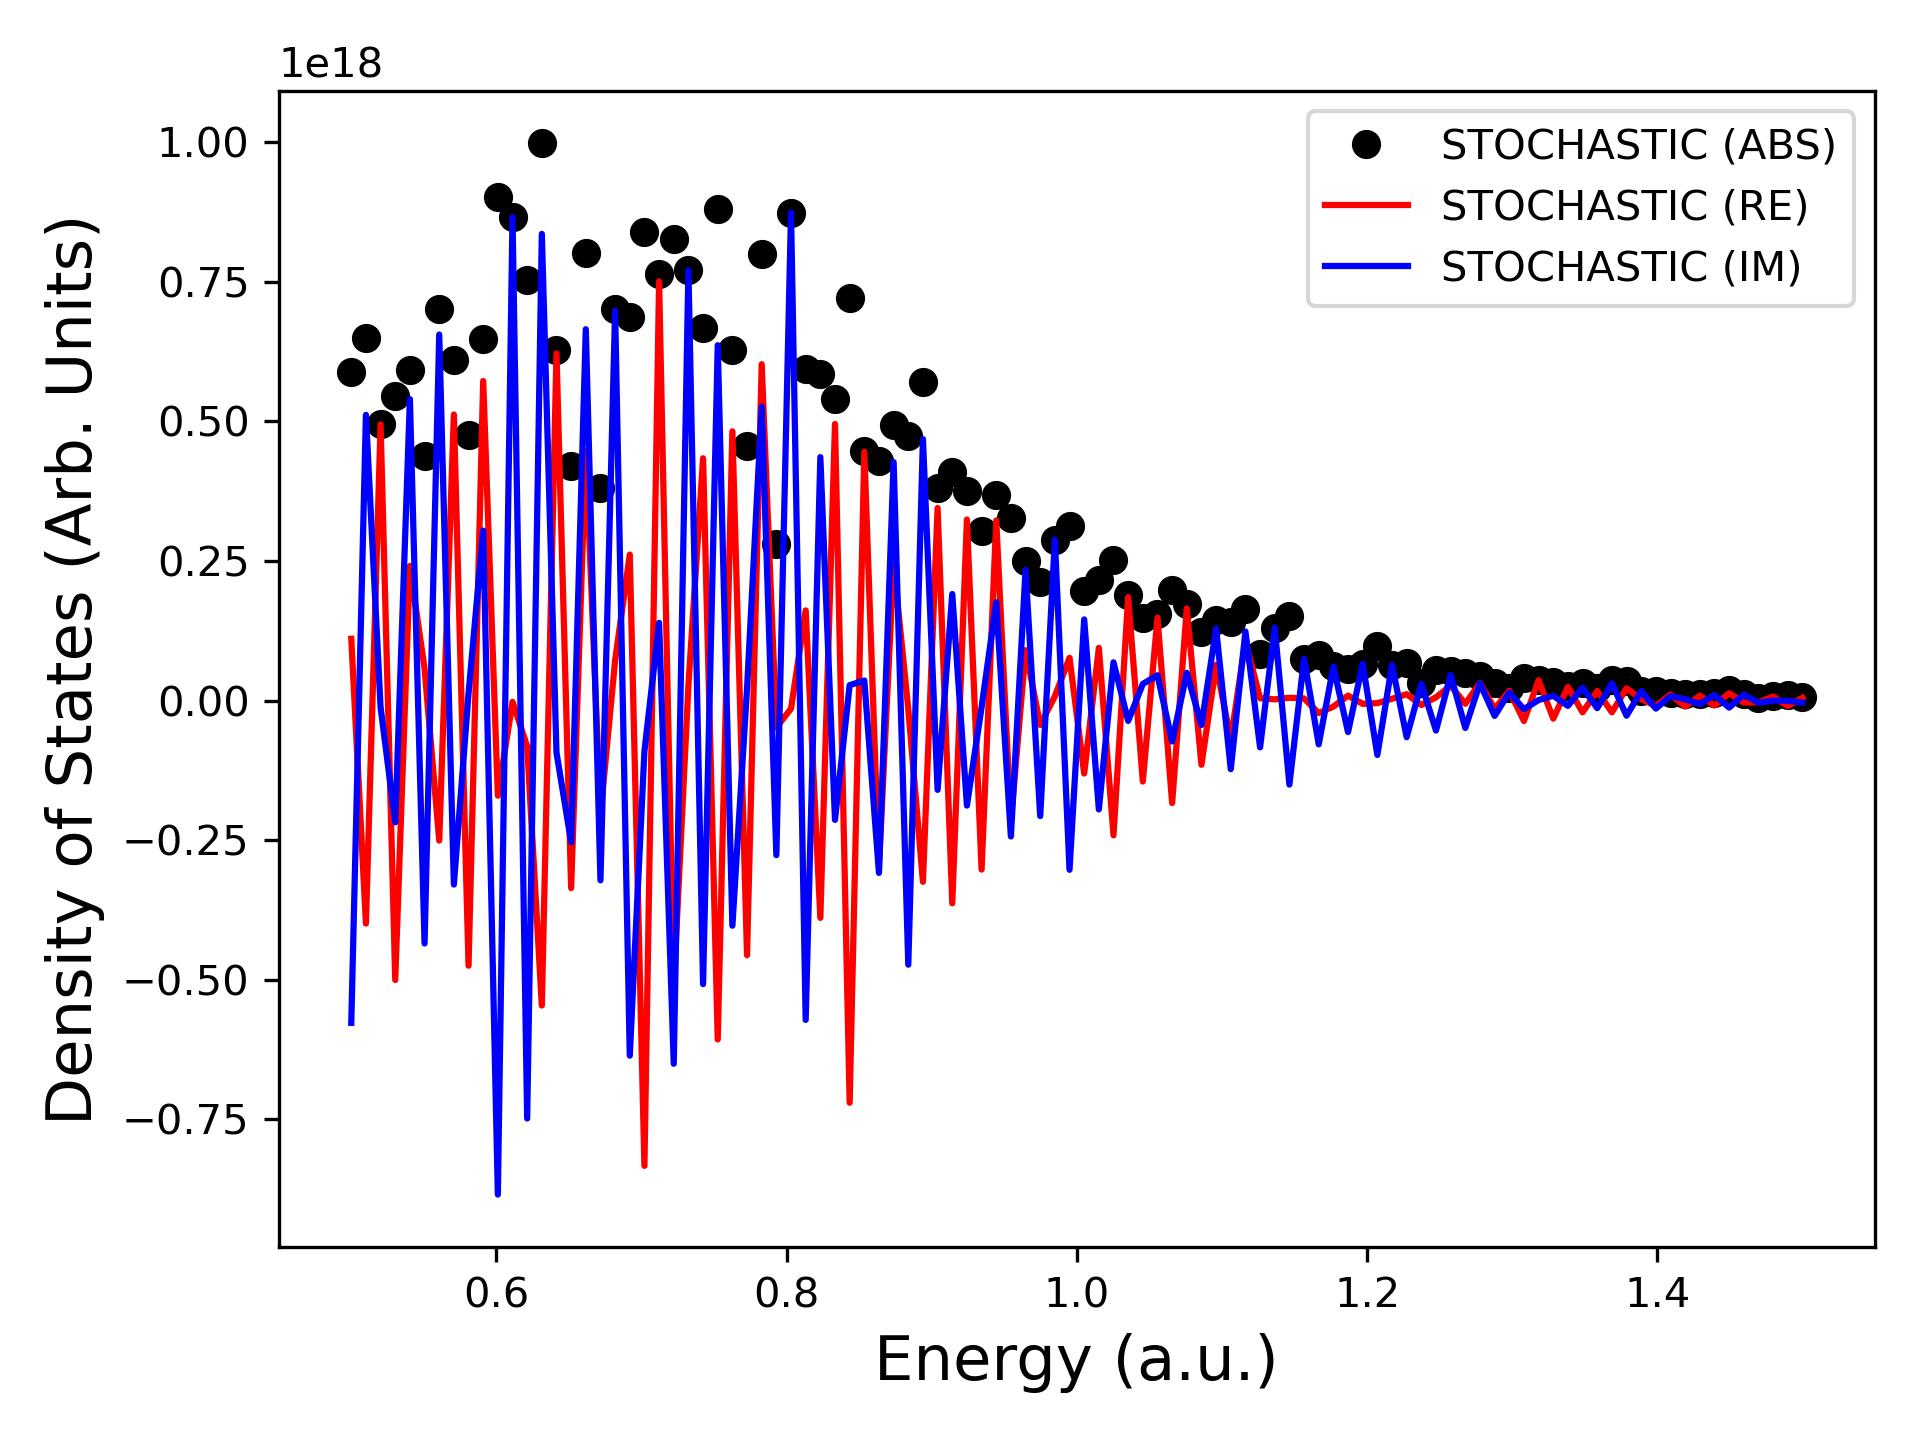 1e18
1.00
0.75
0.50
0.25
0.00
−0.25
−0.50
−0.75
Density of States (Arb. Units)
STOCHASTIC (ABS)
STOCHASTIC (RE)
STOCHASTIC (IM)
0.6 0.8 1.0 1.2 1.4
Energy (a.u.)